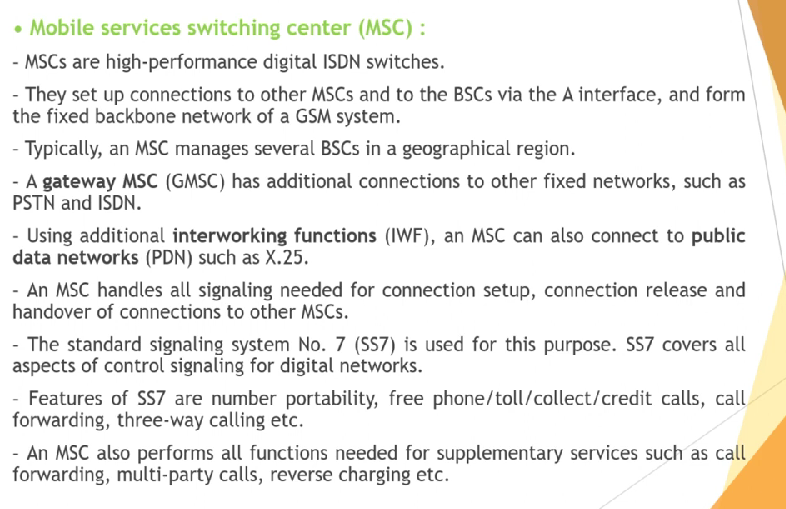 • Mobile services switching center (MSC) :
- MSCs are high-performance digital ISDN switches.
- They set up connections to other MSCs and to the BSCs via the A interface, and form
the fixed backbone network of a GSM system.
- Typically, an MSC manages several BSCs in a geographical region.
- A gateway MSC (GMSC) has additional connections to other fixed networks, such as
PSTN and ISDN.
- Using additional interworking functions (IWF), an MSC can also connect to public
data networks (PDN) such as X.25.
- An MSC handles all signaling needed for connection setup, connection release and
handover of connections to other MSCs.
- The standard signaling system No. 7 (SS7) is used for this purpose. SS7 covers all
aspects of control signaling for digital networks.
- Features of SS7 are number portability, free phone/toll/collect/credit calls, call
forwarding, three-way calling etc.
- An MSC also performs all functions needed for supplementary services such as call
forwarding, multi-party calls, reverse charging etc.